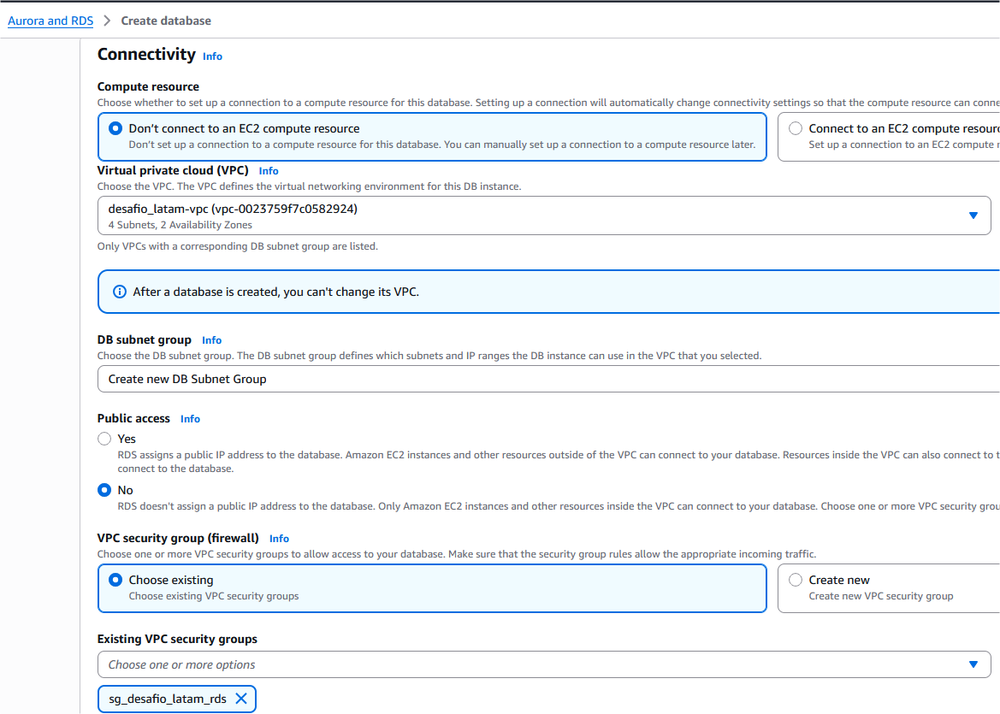 Aurora and RDS > Create database
Connectivity Info
Compute resource
Choose whether to set up a connection to a compute resource for this database. Setting up a connection will automatically change connectivity settings so that the compute resource can conne
Don't connect to an EC2 compute resource
Don't set up a connection to a compute resource for this database. You can manually set up a connection to a compute resource later.
Connect to an EC2 compute resour
Set up a connection to an EC2 compute r
Virtual private cloud (VPC) Info
Choose the VPC. The VPC defines the virtual networking environment for this DB instance.
desafio_latam-vpc (vpc-0023759f7c0582924)
4 Subnets, 2 Availability Zones
Only VPCs with a corresponding DB subnet group are listed.
After a database is created, you can't change its VPC.
DB subnet group Info
Choose the DB subnet group. The DB subnet group defines which subnets and IP ranges the DB instance can use in the VPC that you selected.
Create new DB Subnet Group
Public access Info
Yes
RDS assigns a public IP address to the database. Amazon EC2 instances and other resources outside of the VPC can connect to your database. Resources inside the VPC can also connect to t
connect to the database.
No
RDS doesn't assign a public IP address to the database. Only Amazon EC2 instances and other resources inside the VPC can connect to your database. Choose one or more VPC security grou
VPC security group (firewall) Info
Choose one or more VPC security groups to allow access to your database. Make sure that the security group rules allow the appropriate incoming traffic.
Choose existing
Choose existing VPC security groups
Create new
Create new VPC security group
Existing VPC security groups
Choose one or more options
sg_desafio_latam_rds